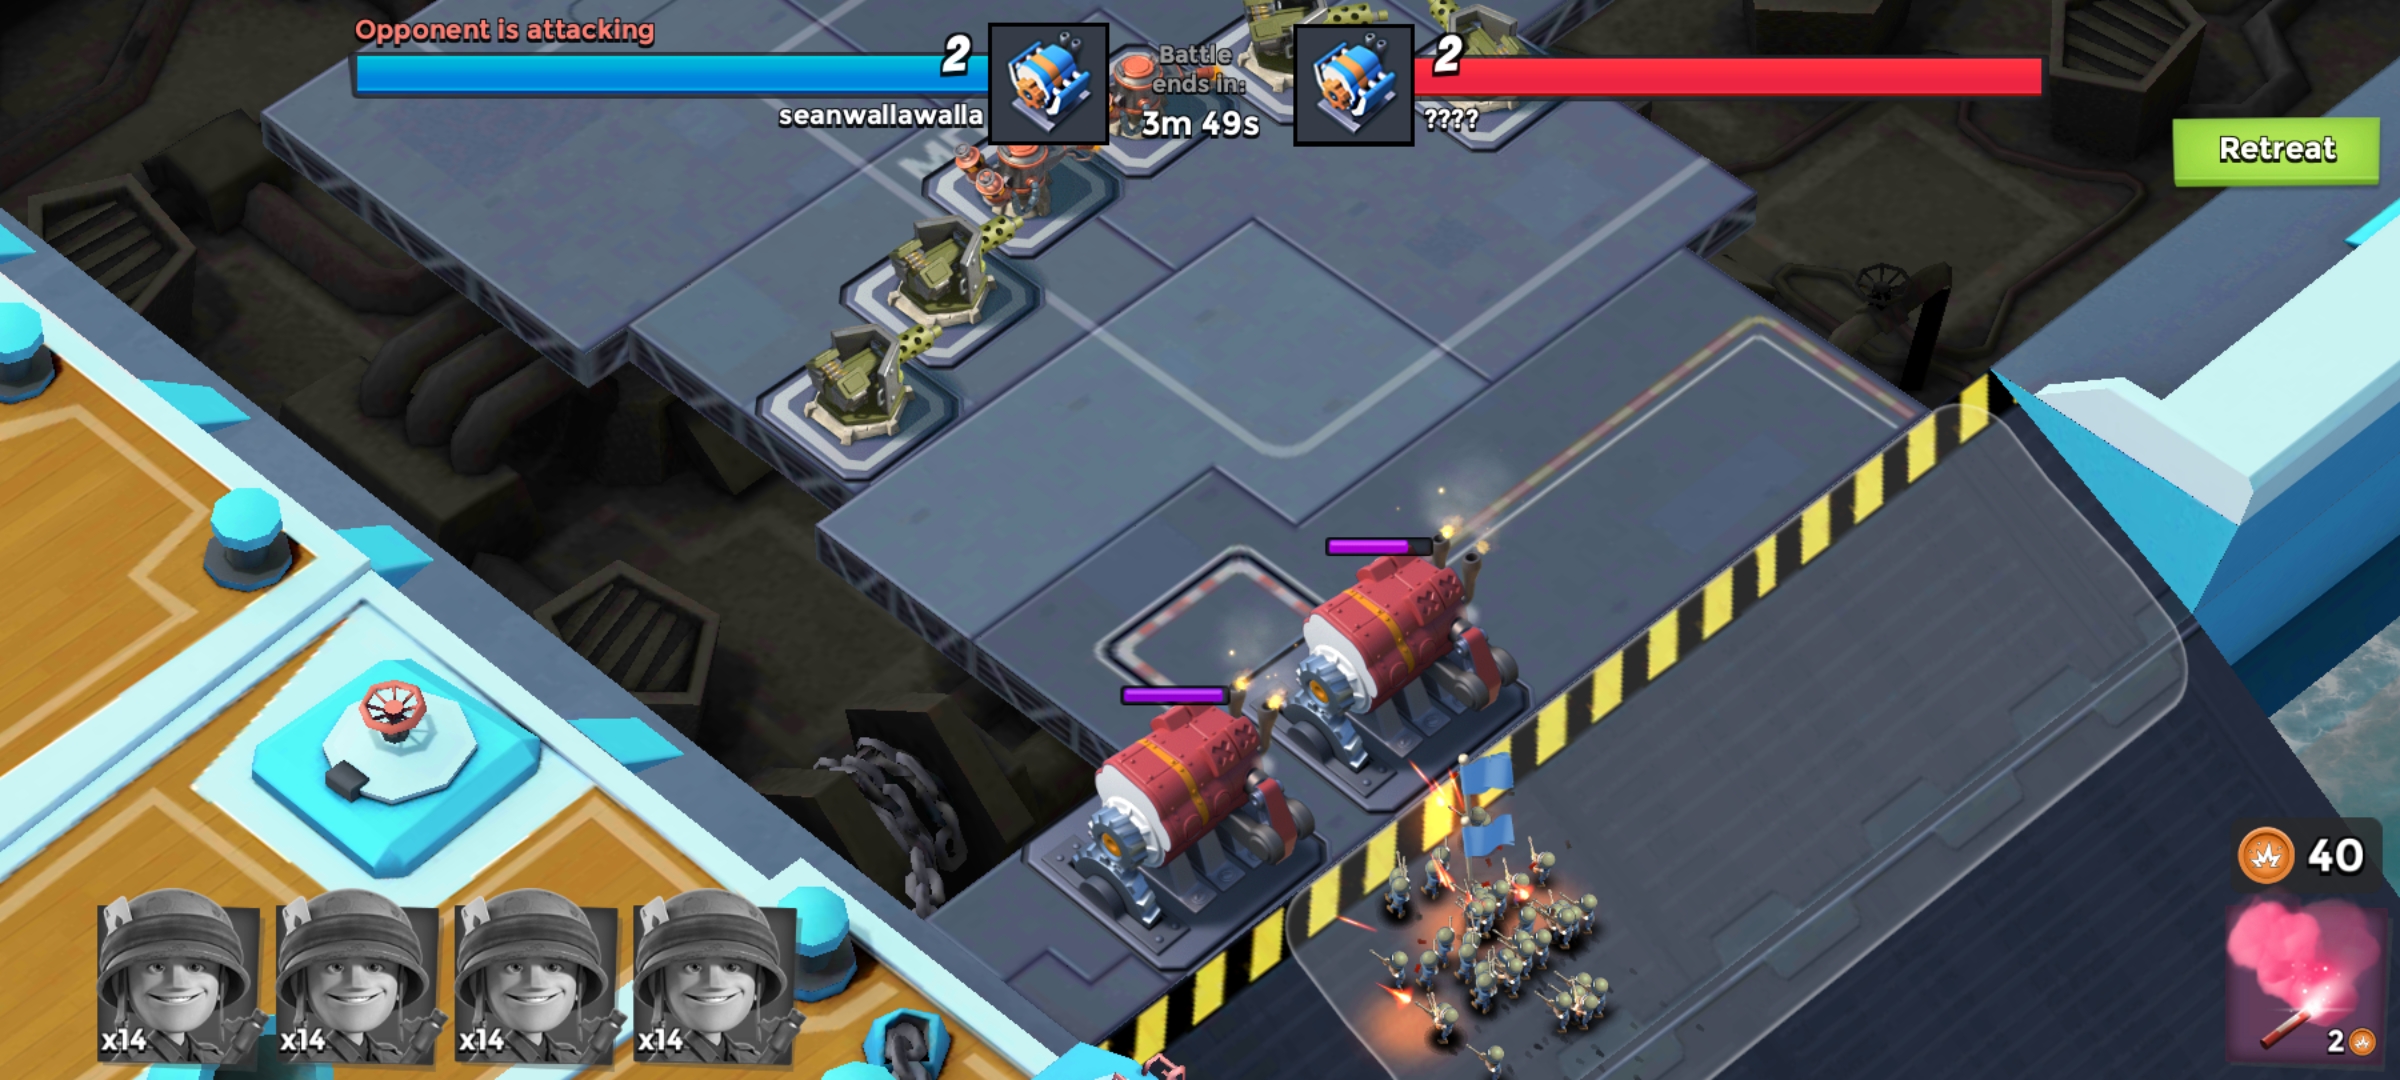 Opponent is attacking
2
seanwallawalla
Battle
ends in:
3m 49s
2
????
Retreat
x14
x14
x14
x14
40
2